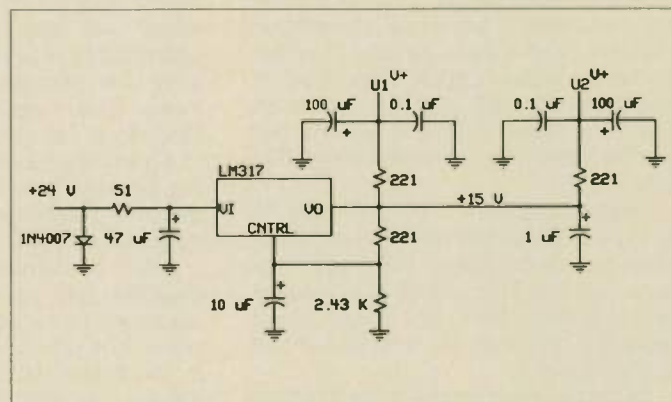 U1 V+
U2 V+
100 uF
0.1 uF
0.1 uF
100 uF
+
+
LM317
221
221
+24 V
51
+15 V
VI
VO
+
221
+
1N4007
47 uF
CNTRL
1 uF
+
10 uF
2.43 K